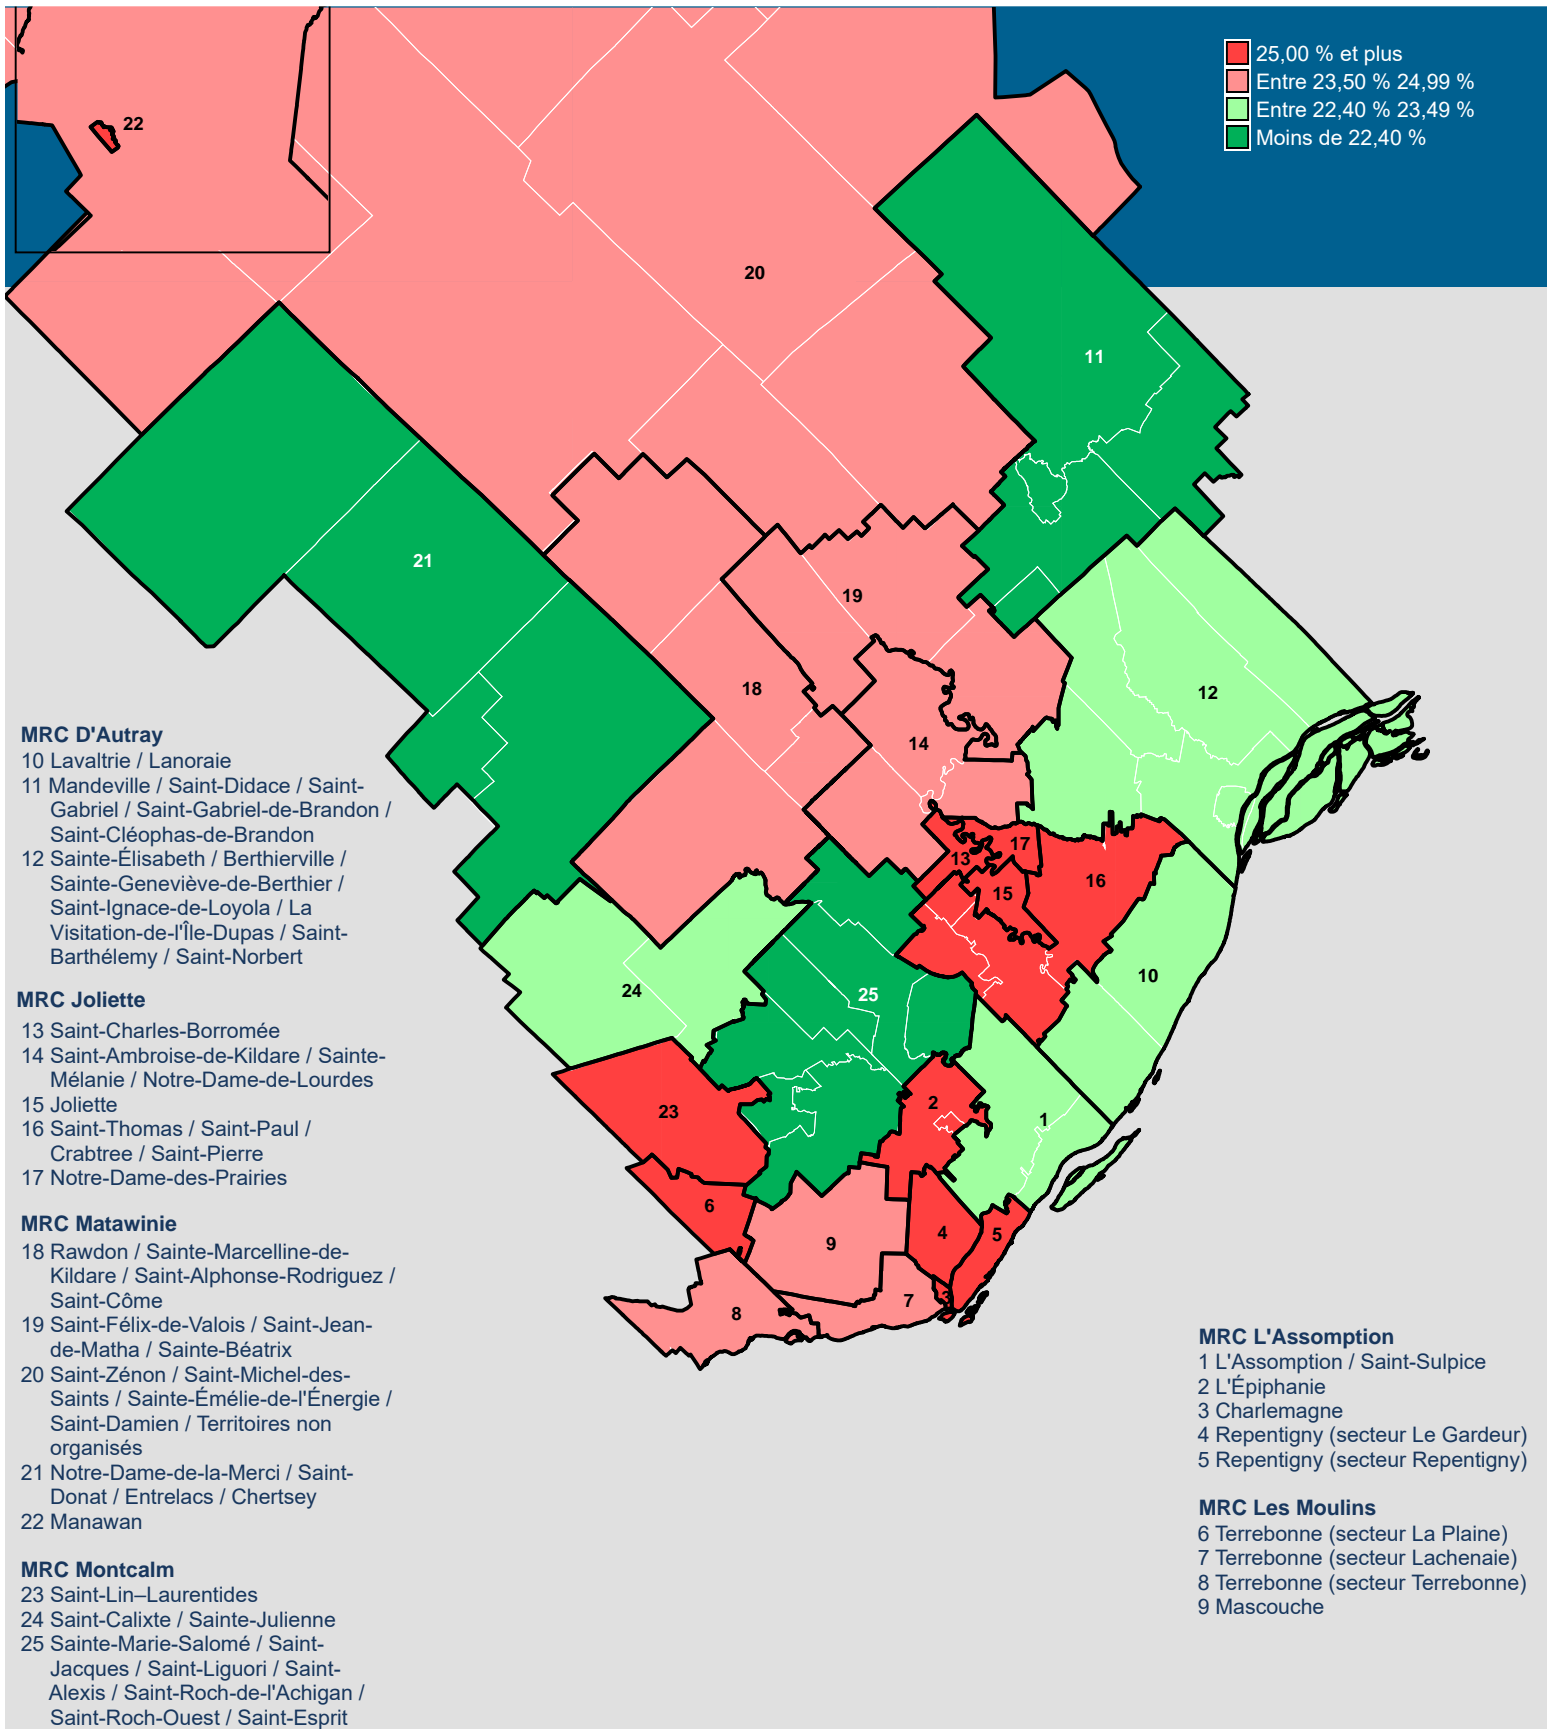 25,00 % et plus
Entre 23,50 % 24,99 %
Entre 22,40 % 23,49 %
Moins de 22,40 %
22
20
11
21
19
18
12
14
17
13
16
15
10
24
25
23
2
1
6
4
5
9
3
7
8
MRC D'Autray
10 Lavaltrie / Lanoraie
11 Mandeville / Saint-Didace / Saint-
Gabriel / Saint-Gabriel-de-Brandon /
Saint-Cléophas-de-Brandon
12 Sainte-Élisabeth / Berthierville /
Sainte-Geneviève-de-Berthier /
Saint-Ignace-de-Loyola / La
Visitation-de-l'Île-Dupas / Saint-
Barthélemy / Saint-Norbert
MRC Joliette
13 Saint-Charles-Borromée
14 Saint-Ambroise-de-Kildare / Sainte-
Mélanie / Notre-Dame-de-Lourdes
15 Joliette
16 Saint-Thomas / Saint-Paul /
Crabtree / Saint-Pierre
17 Notre-Dame-des-Prairies
MRC Matawinie
18 Rawdon / Sainte-Marcelline-de-
Kildare / Saint-Alphonse-Rodriguez /
Saint-Côme
19 Saint-Félix-de-Valois / Saint-Jean-
de-Matha / Sainte-Béatrix
20 Saint-Zénon / Saint-Michel-des-
Saints / Sainte-Émélie-de-l'Énergie /
Saint-Damien / Territoires non
organisés
21 Notre-Dame-de-la-Merci / Saint-
Donat / Entrelacs / Chertsey
22 Manawan
MRC Montcalm
23 Saint-Lin–Laurentides
24 Saint-Calixte / Sainte-Julienne
25 Sainte-Marie-Salomé / Saint-
Jacques / Saint-Liguori / Saint-
Alexis / Saint-Roch-de-l'Achigan /
Saint-Roch-Ouest / Saint-Esprit
MRC L'Assomption
1 L'Assomption / Saint-Sulpice
2 L'Épiphanie
3 Charlemagne
4 Repentigny (secteur Le Gardeur)
5 Repentigny (secteur Repentigny)
MRC Les Moulins
6 Terrebonne (secteur La Plaine)
7 Terrebonne (secteur Lachenaie)
8 Terrebonne (secteur Terrebonne)
9 Mascouche